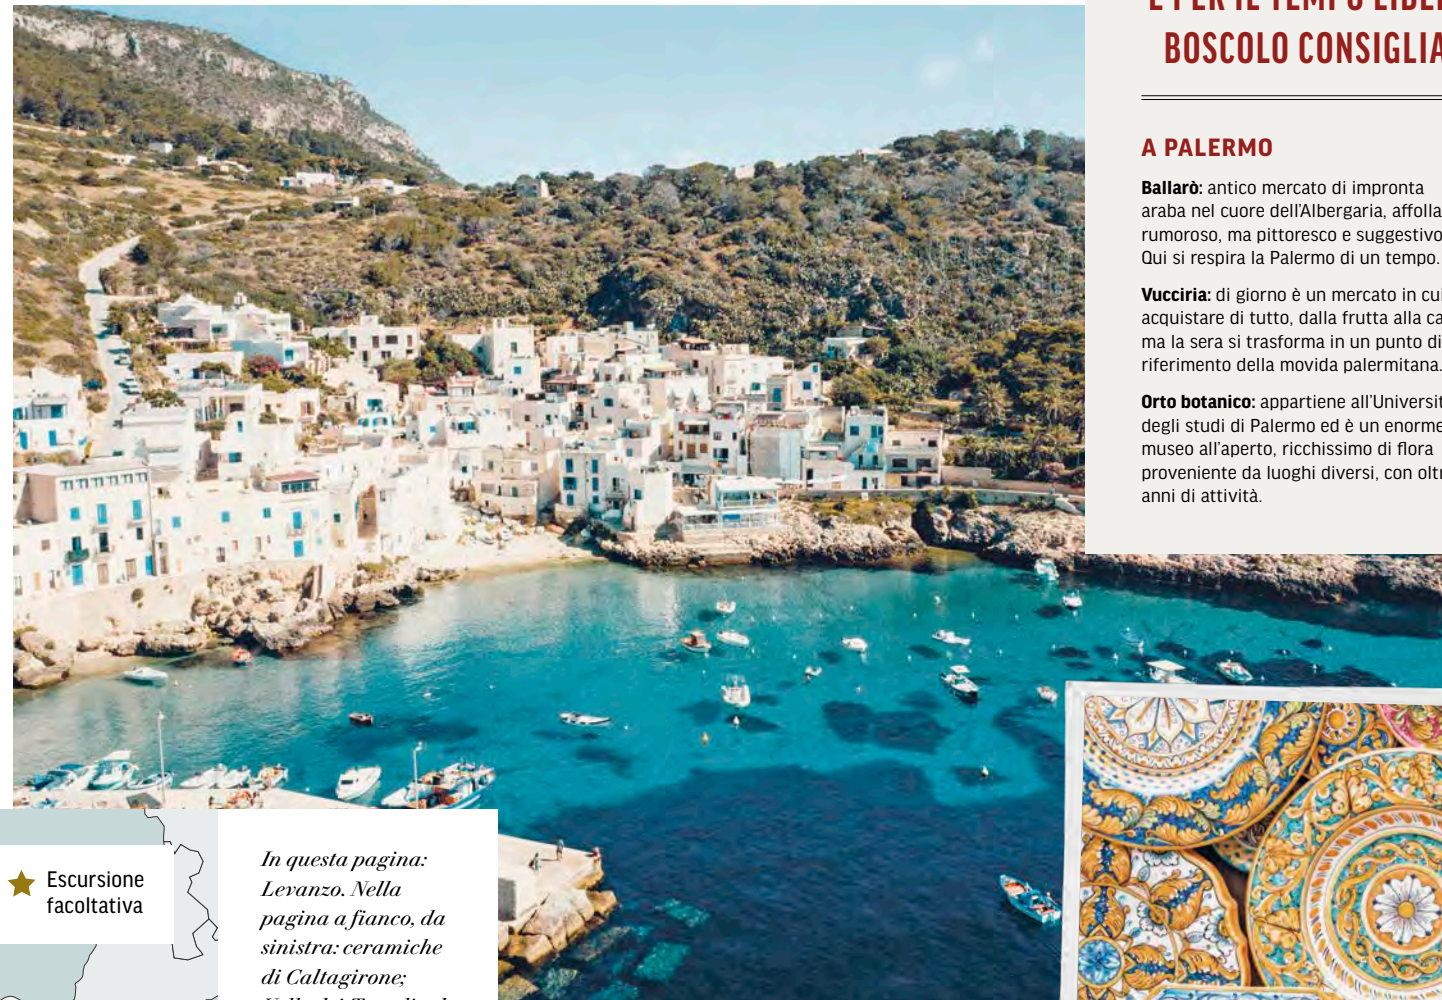 BOSCOLO CONSIGLIA
A PALERMO
Ballarò: antico mercato di impronta
araba nel cuore dell'Albergaria,
rumoroso, ma pittoresco e suggestivo
Qui si respira la Palermo di un tempo.
Vucciria: di giorno è un mercato in
acquistare di tutto, dalla frutta alla
ma la sera si trasforma in un punto di
riferimento della movida palermitana.
Orto botanico: appartiene all'Universit
degli studi di Palermo ed è un enorme
museo all'aperto, ricchissimo di flora
proveniente da luoghi diversi, con
anni di attività.
Escursione
facoltativa
In questa pagina:
Levanzo. Nella
pagina a fianco, da
sinistra: ceramiche
di Caltagirone;